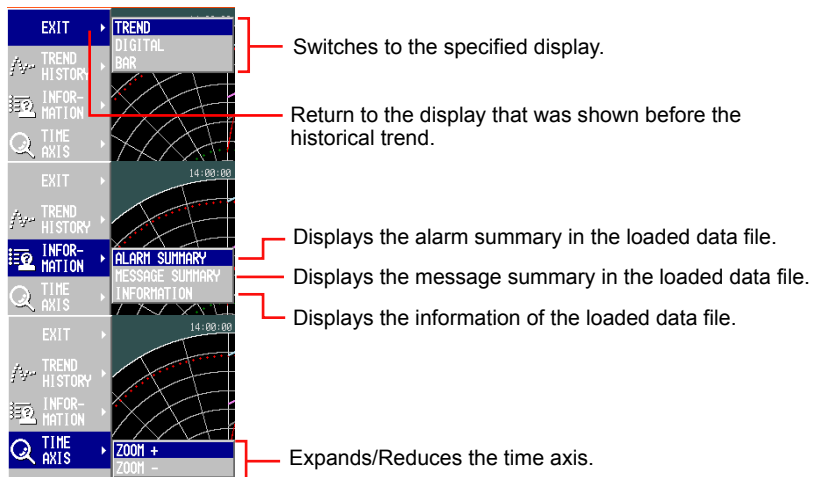 EXIT
TREND
DIGITAL
BAR
TREND
HISTORY
INFOR-
MATION
TIME
AXIS
Switches to the specified display.
Return to the display that was shown before the
historical trend.
EXIT
14:00:00
TREND
HISTORY
INFOR-
MATION
ALARM SUMMARY
MESSAGE SUMMARY
INFORMATION
TIME
AXIS
Displays the alarm summary in the loaded data file.
Displays the message summary in the loaded data file.
Displays the information of the loaded data file.
EXIT
14:00:00
TREND
HISTORY
INFOR-
MATION
TIME
AXIS
ZOOM +
ZOOM -
Expands/Reduces the time axis.